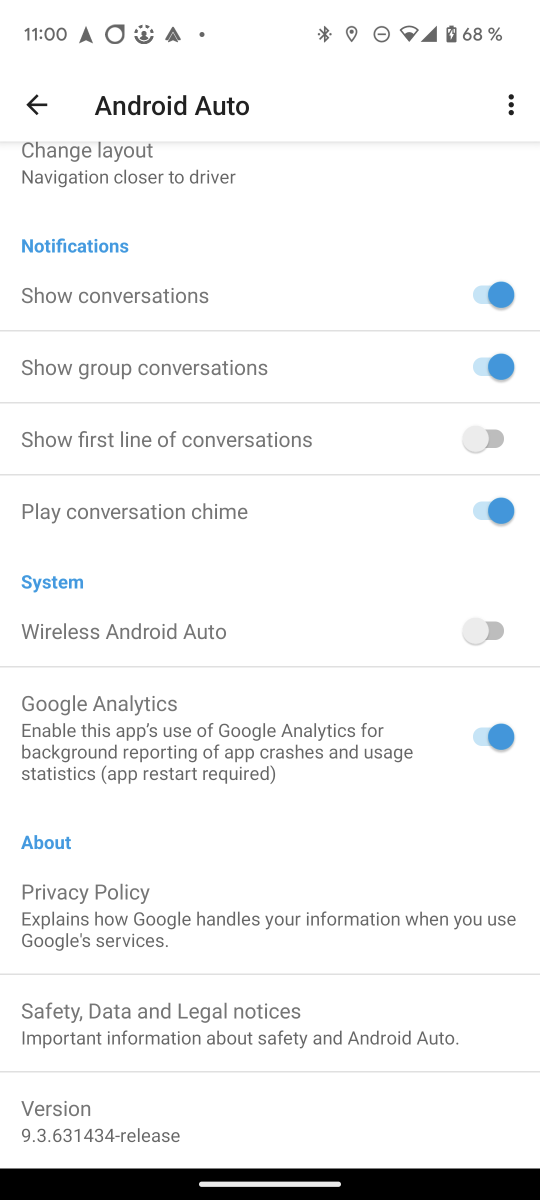 11:00
68 %
Android Auto
Change layout
Navigation closer to driver
Notifications
Show conversations
Show group conversations
Show first line of conversations
Play conversation chime
System
Wireless Android Auto
Google Analytics
Enable this app’s use of Google Analytics for
background reporting of app crashes and usage
statistics (app restart required)
About
Privacy Policy
Explains how Google handles your information when you use
Google's services.
Safety, Data and Legal notices
Important information about safety and Android Auto.
Version
9.3.631434-release